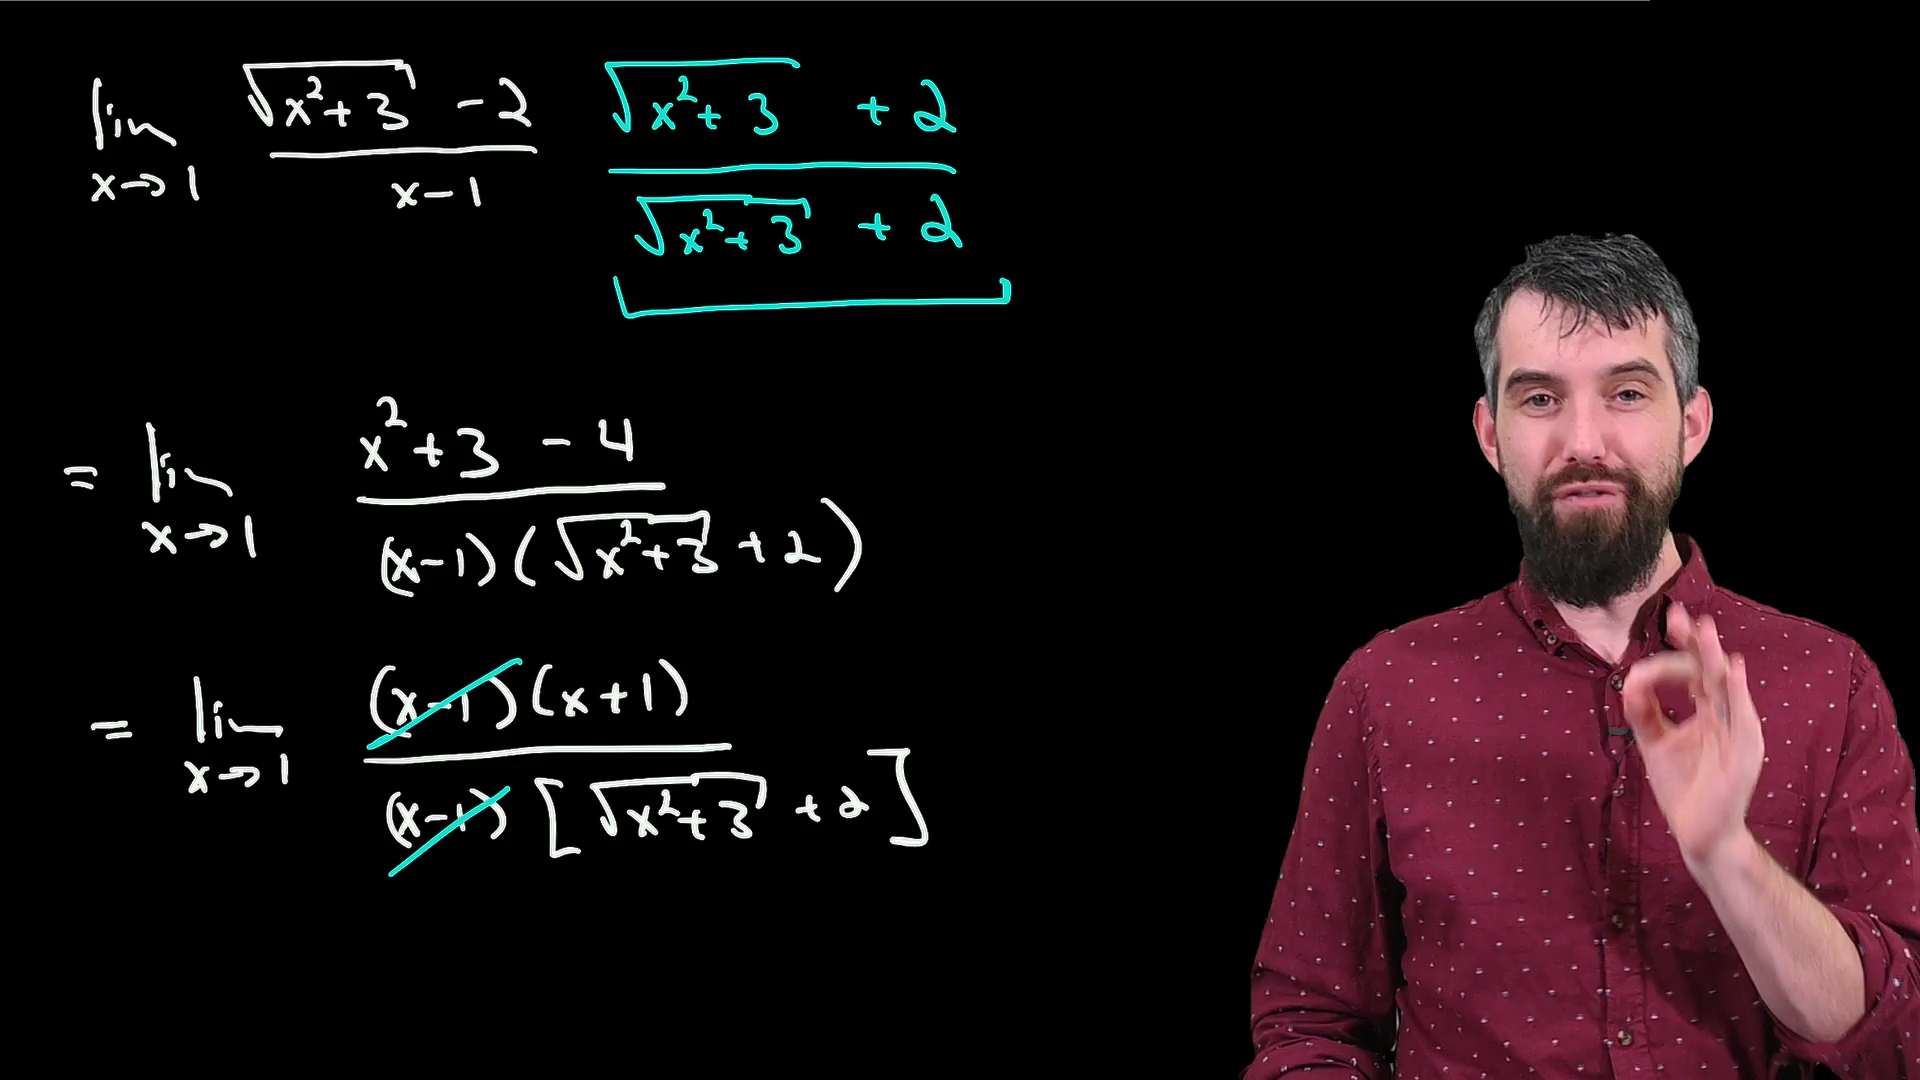 lim x→1 (√(x²+3) - 2)/(x-1) (√(x²+3) + 2)/(√(x²+3) + 2)
= lim x→1 (x²+3 - 4)/((x-1)(√(x²+3) + 2))
= lim x→1 ((x-1)(x+1))/((x-1)[√(x²+3) + 2])